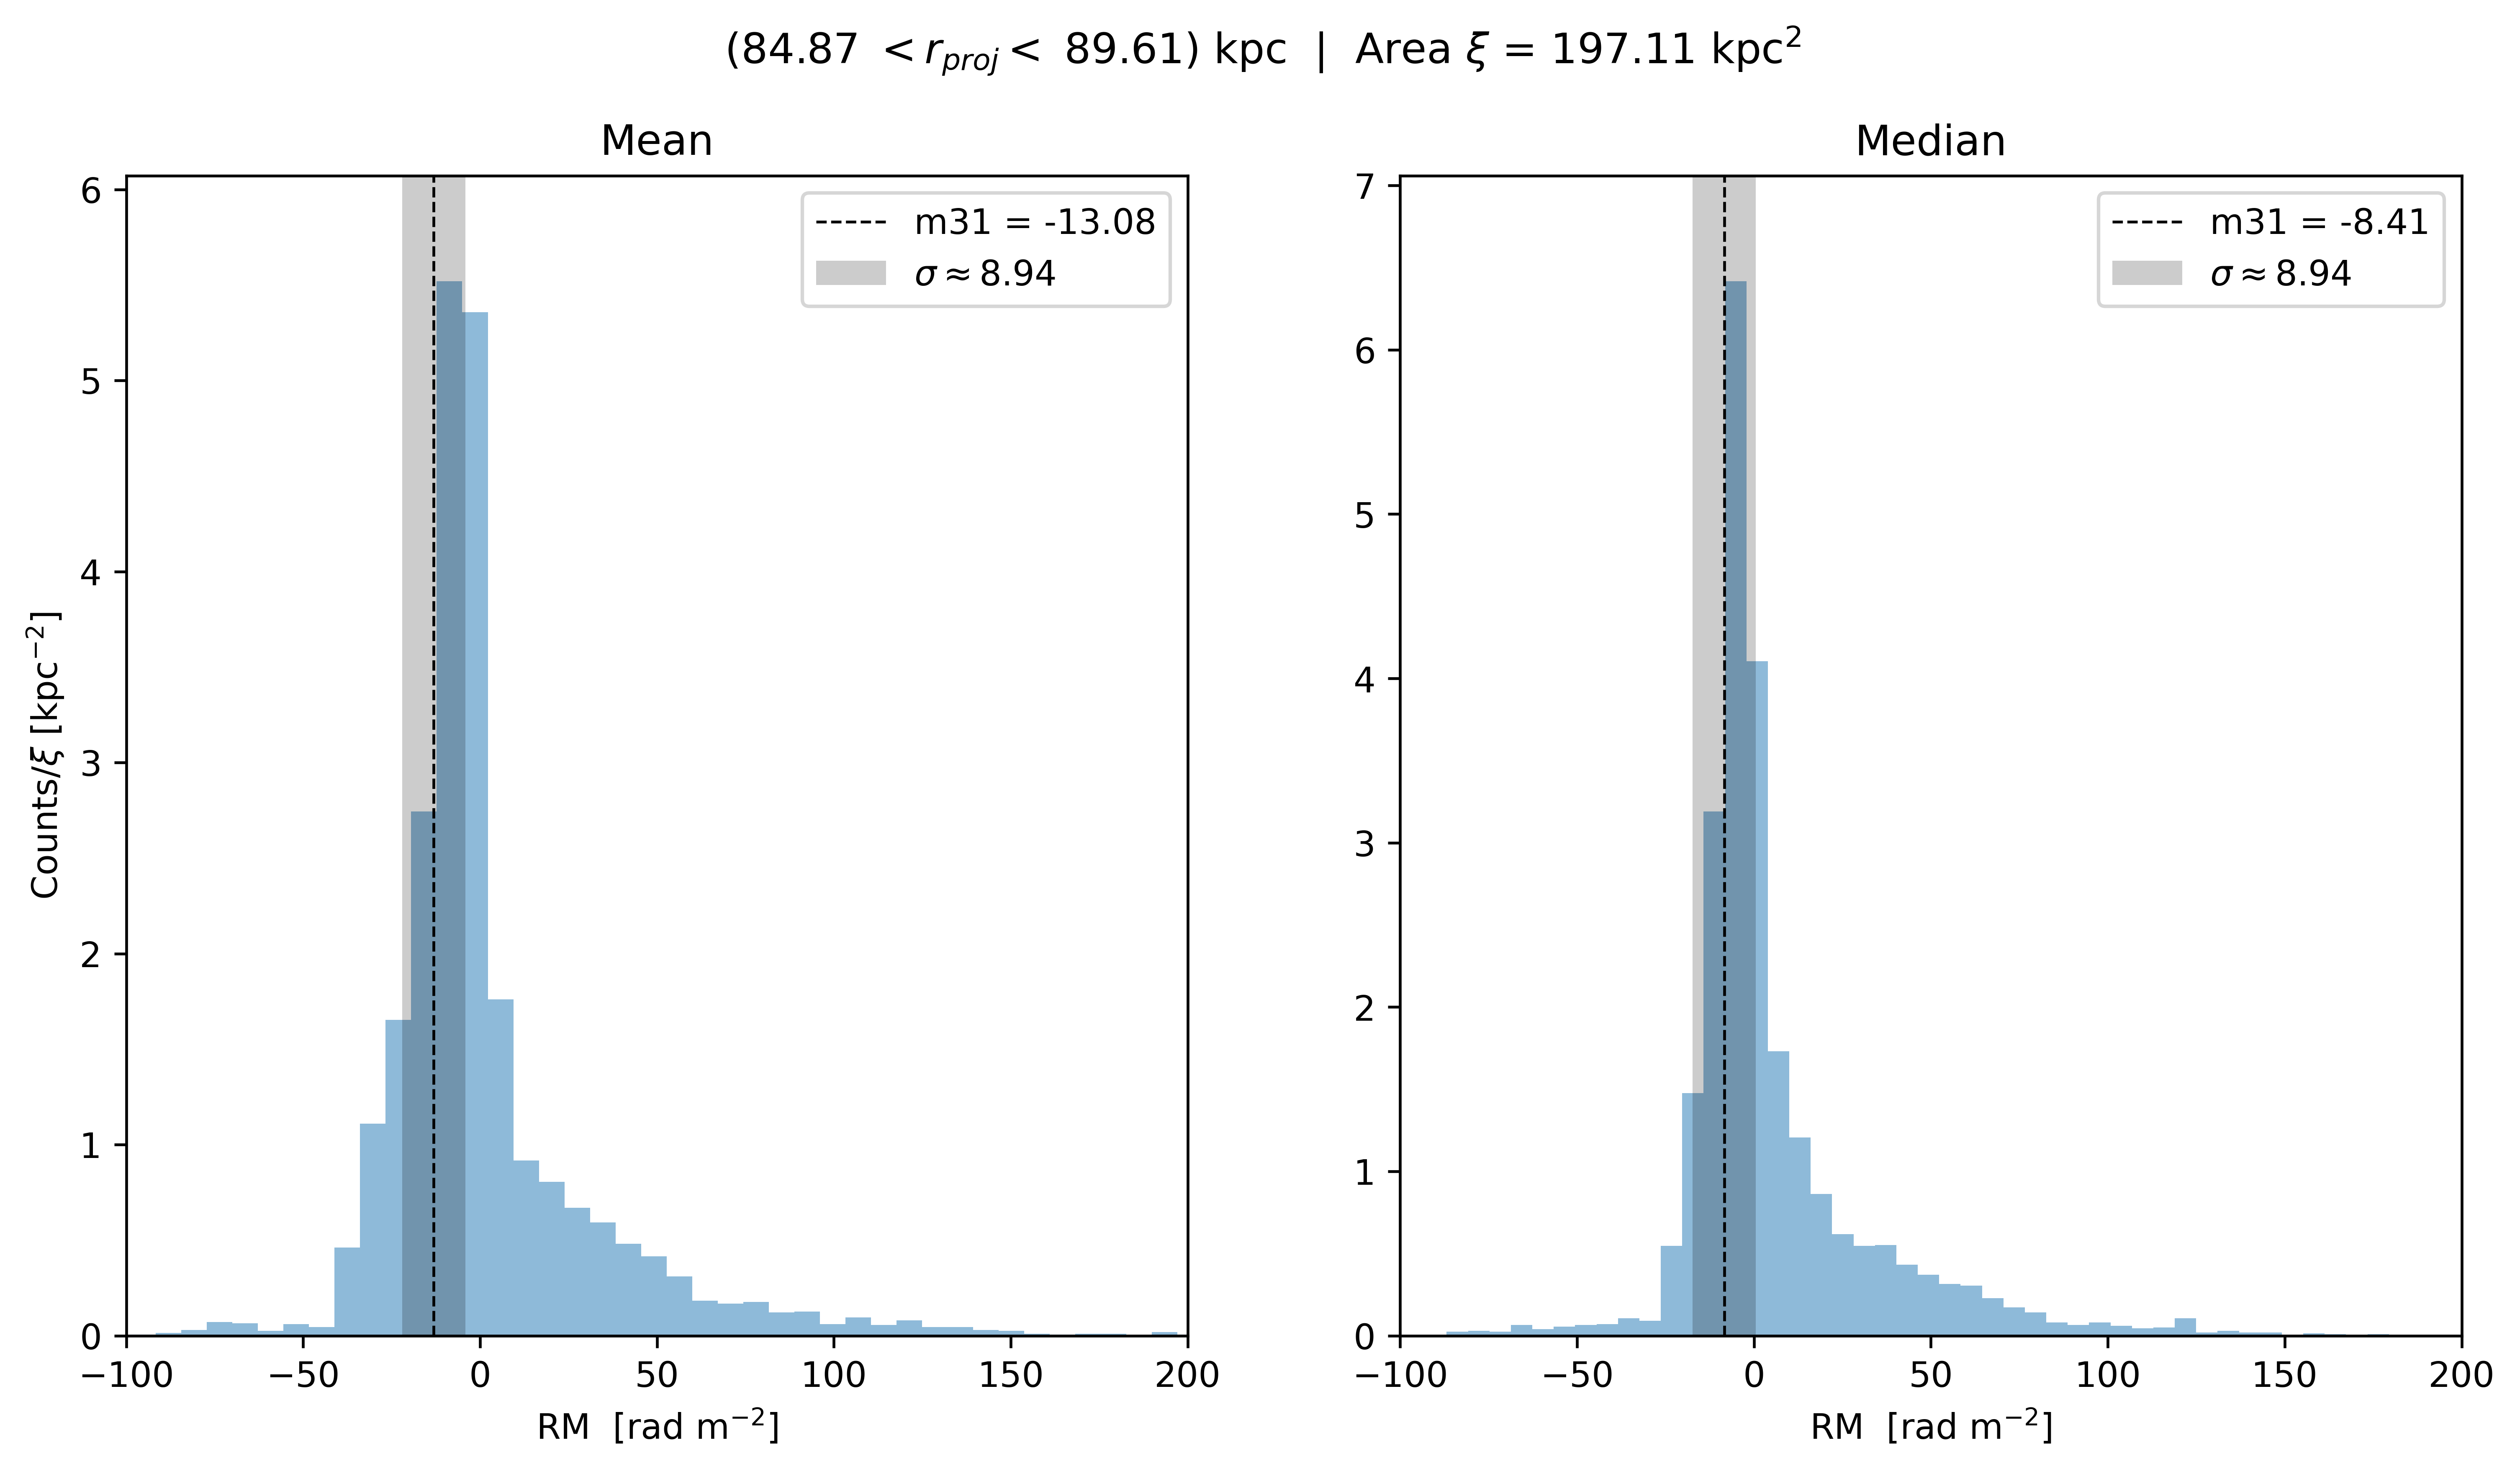 (84.87 < r_proj < 89.61) kpc | Area ξ = 197.11 kpc²
Mean
m31 = -13.08
σ ≈ 8.94
6
5
4
3
2
1
0
Counts/ξ [kpc⁻²]
−100 −50 0 50 100 150 200
RM [rad m⁻²]
Median
m31 = -8.41
σ ≈ 8.94
7
6
5
4
3
2
1
0
−100 −50 0 50 100 150 200
RM [rad m⁻²]